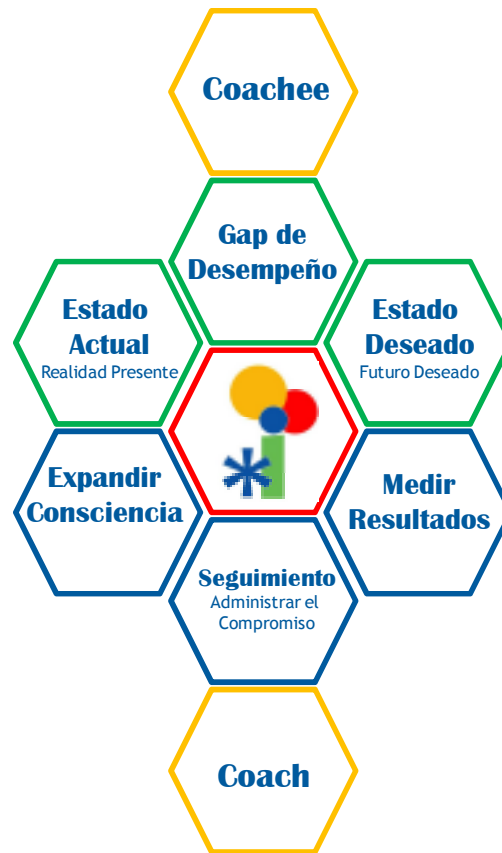 Coachee
Gap de
Desempeño
Estado
Actual
Realidad Presente
Estado
Deseado
Futuro Deseado
Expandir
Consciencia
Medir
Resultados
Seguimiento
Administrar el
Compromiso
Coach